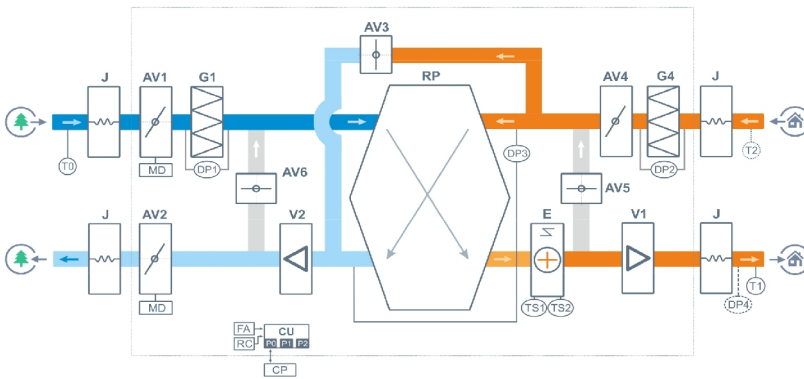 AV3
J AV1 G1 RP AV4 G4 J
T0 MD DP1 DP3 DP2 T2
AV6 AV5
J AV2 V2 E V1 J
MD TS1 TS2 DP4 T1
FA CU
RC P0 P1 P2
CP